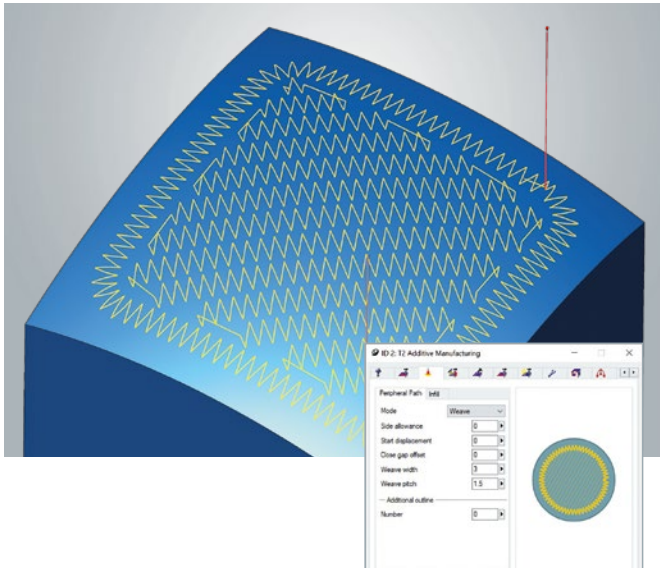 ID 2: T2 Additive Manufacturing
Peripheral Path Infill
Mode Weave
Side allowance 0
Start displacement 0
Close gap offset 0
Weave width 3
Weave pitch 1.5
Additional outline
Number 0